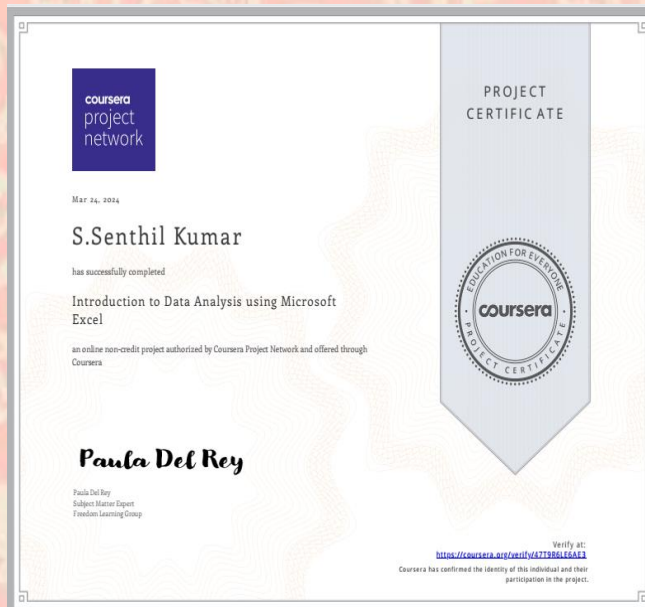 coursera
project
network
PROJECT
CERTIFICATE
Mar 24, 2024
S.Senthil Kumar
has successfully completed
Introduction to Data Analysis using Microsoft
Excel
an online non-credit project authorized by Coursera Project Network and offered through
Coursera
EDUCATION FOR EVERYONE
coursera
PROJECT CERTIFICATE
Paula Del Rey
Paula Del Rey
Subject Matter Expert
Freedom Learning Group
Verify at:
https://coursera.org/verify/47T9R6LE6AE3
Coursera has confirmed the identity of this individual and their
participation in the project.